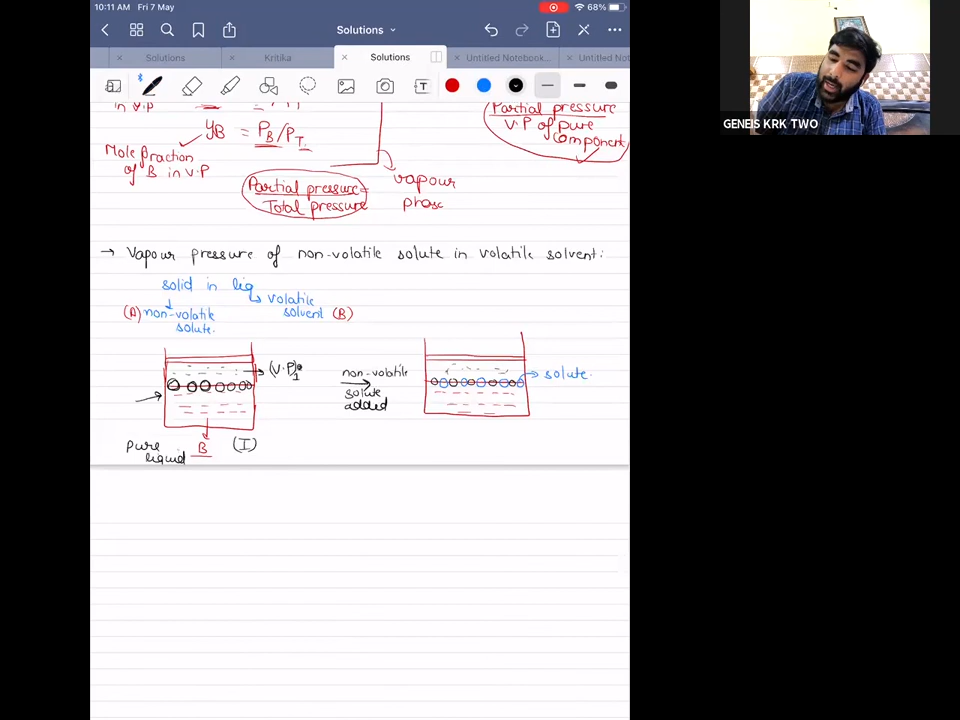 10:11 AM Fri 7 May
68%
Solutions
Solutions
Kritika
Solutions
Untitled Notebook...
Untitled Not
GENEIS KRK TWO
in V.P
yB = PB/PT
Mole fraction
of B in V.P
Partial pressure
Total pressure
vapour
phase
Partial pressure
V.P of pure
Component
→ Vapour pressure of non-volatile solute in volatile solvent:
solid in liq
volatile
solvent (B)
(A) non-volatile
solute.
(V.P)1
non-volatile
solute
added
solute.
pure
liquid
B
(I)